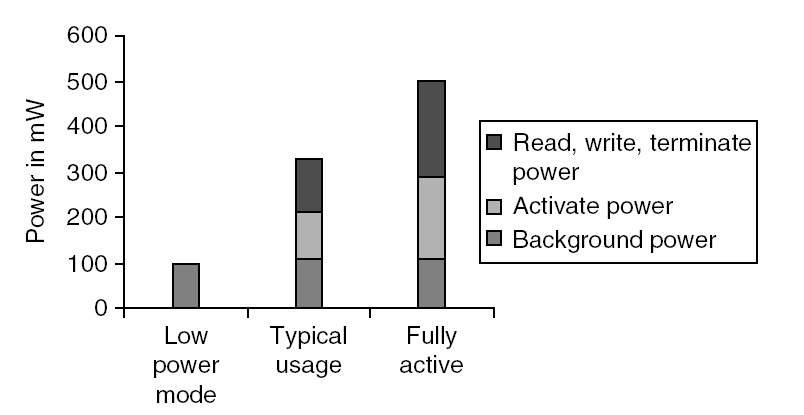 600
500
400
300
200
100
0
Power in mW
Low
power
mode
Typical
usage
Fully
active
Read, write, terminate
power
Activate power
Background power